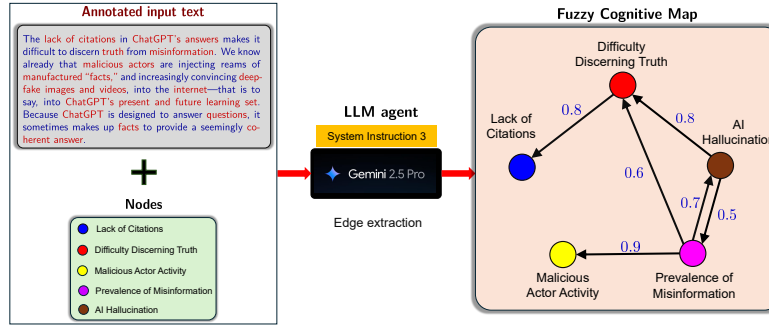 Annotated input text
The lack of citations in ChatGPT's answers makes it
difficult to discern truth from misinformation. We know
already that malicious actors are injecting reams of
manufactured "facts," and increasingly convincing deep-
fake images and videos, into the internet—that is to
say, into ChatGPT's present and future learning set.
Because ChatGPT is designed to answer questions, it
sometimes makes up facts to provide a seemingly co-
herent answer.
+
Nodes
Lack of Citations
Difficulty Discerning Truth
Malicious Actor Activity
Prevalence of Misinformation
AI Hallucination
LLM agent
System Instruction 3
Gemini 2.5 Pro
Edge extraction
Fuzzy Cognitive Map
Difficulty
Discerning Truth
Lack of
Citations
0.8
0.8
AI
Hallucination
0.6
0.7
0.5
0.9
Malicious
Actor Activity
Prevalence of
Misinformation